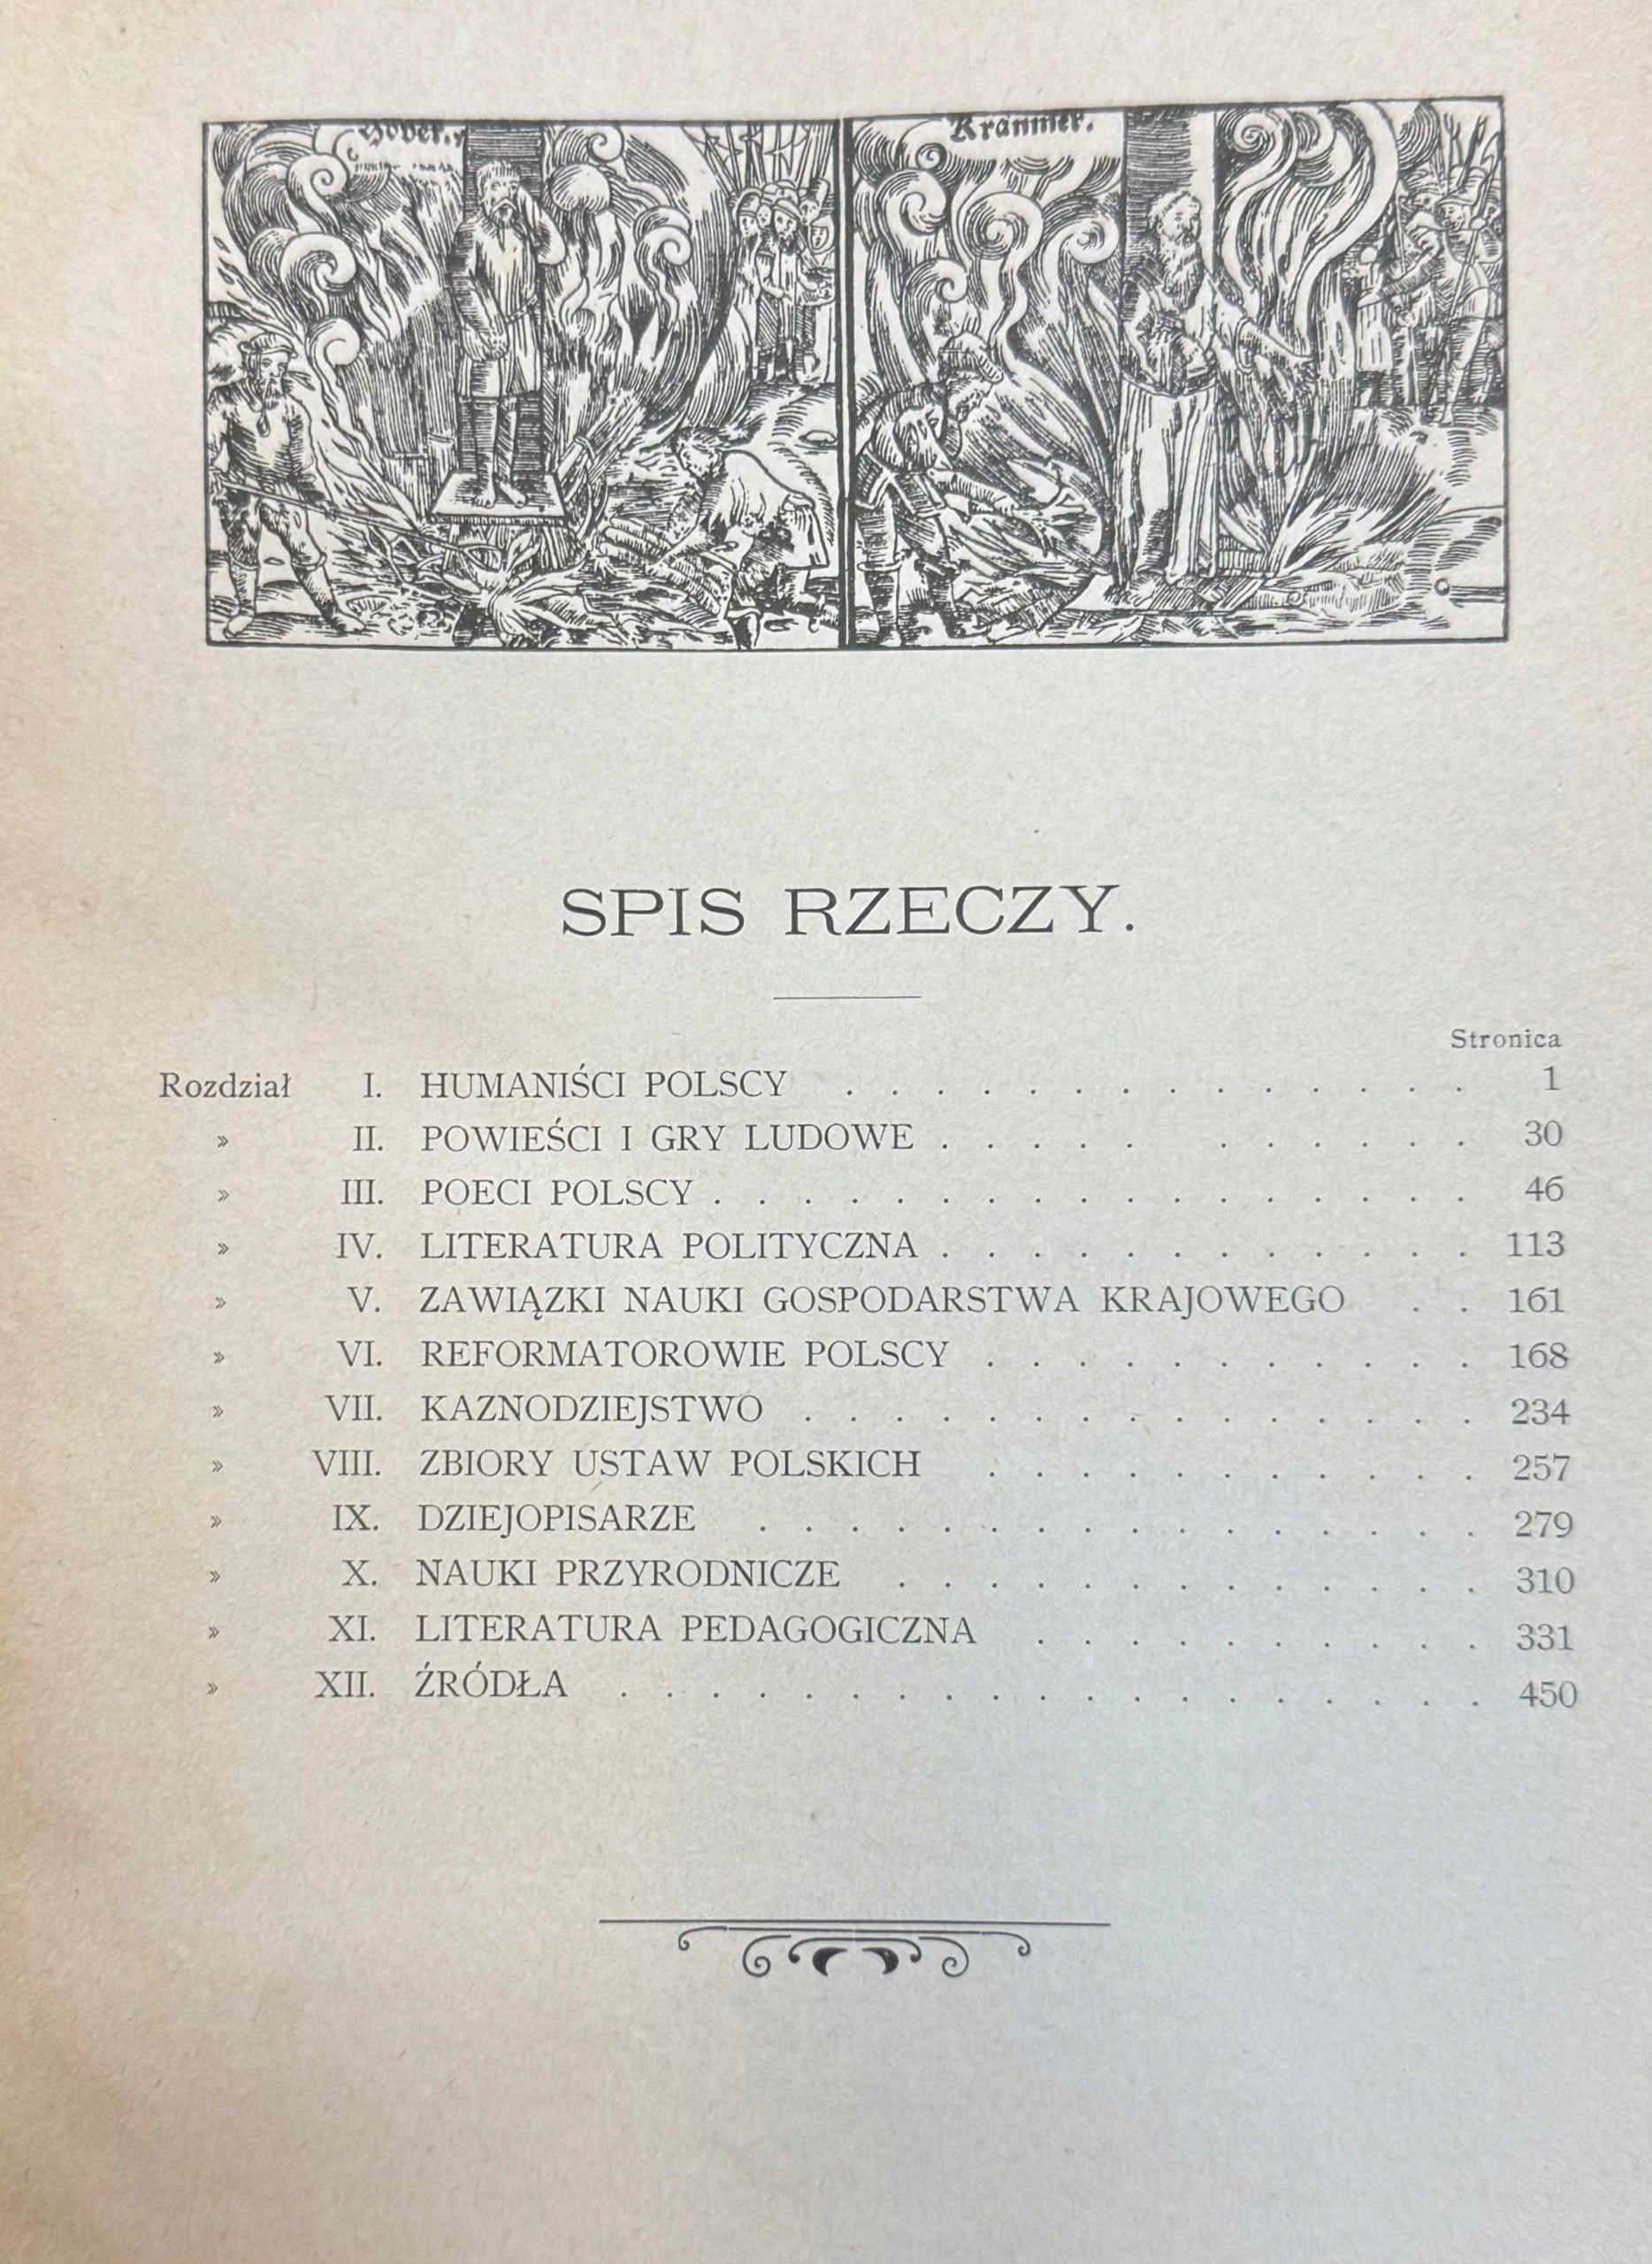 Kranmer.
SPIS RZECZY.
Stronica
Rozdział I. HUMANIŚCI POLSCY . . . . . . . . . . . . . . 1
» II. POWIEŚCI I GRY LUDOWE . . . . . . . . . . . 30
» III. POECI POLSCY . . . . . . . . . . . . . . . . . 46
» IV. LITERATURA POLITYCZNA . . . . . . . . . . . . 113
» V. ZAWIĄZKI NAUKI GOSPODARSTWA KRAJOWEGO . . 161
» VI. REFORMATOROWIE POLSCY . . . . . . . . . . . 168
» VII. KAZNODZIEJSTWO . . . . . . . . . . . . . . . 234
» VIII. ZBIORY USTAW POLSKICH . . . . . . . . . . . 257
» IX. DZIEJOPISARZE . . . . . . . . . . . . . . . . 279
» X. NAUKI PRZYRODNICZE . . . . . . . . . . . . . 310
» XI. LITERATURA PEDAGOGICZNA . . . . . . . . . . 331
» XII. ŹRÓDŁA . . . . . . . . . . . . . . . . . . . 450